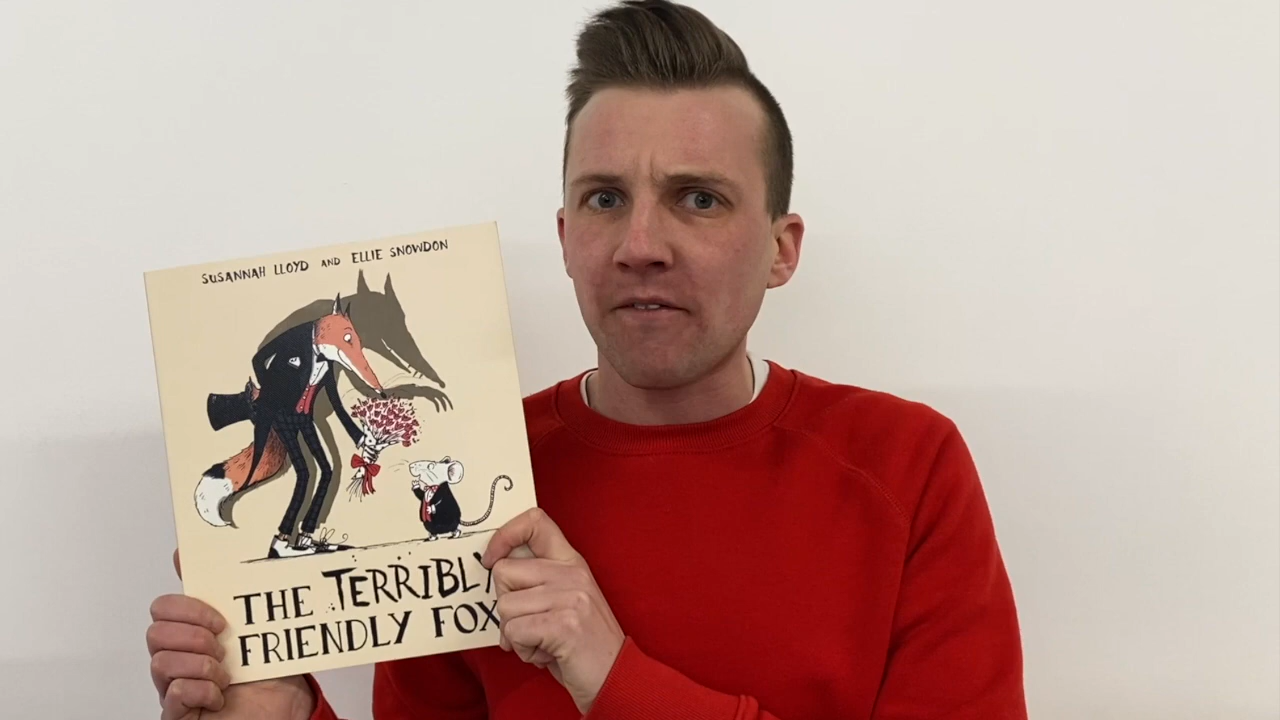 SUSANNAH LLOYD AND ELLIE SNOWDON
THE TERRIBLY
FRIENDLY FOX